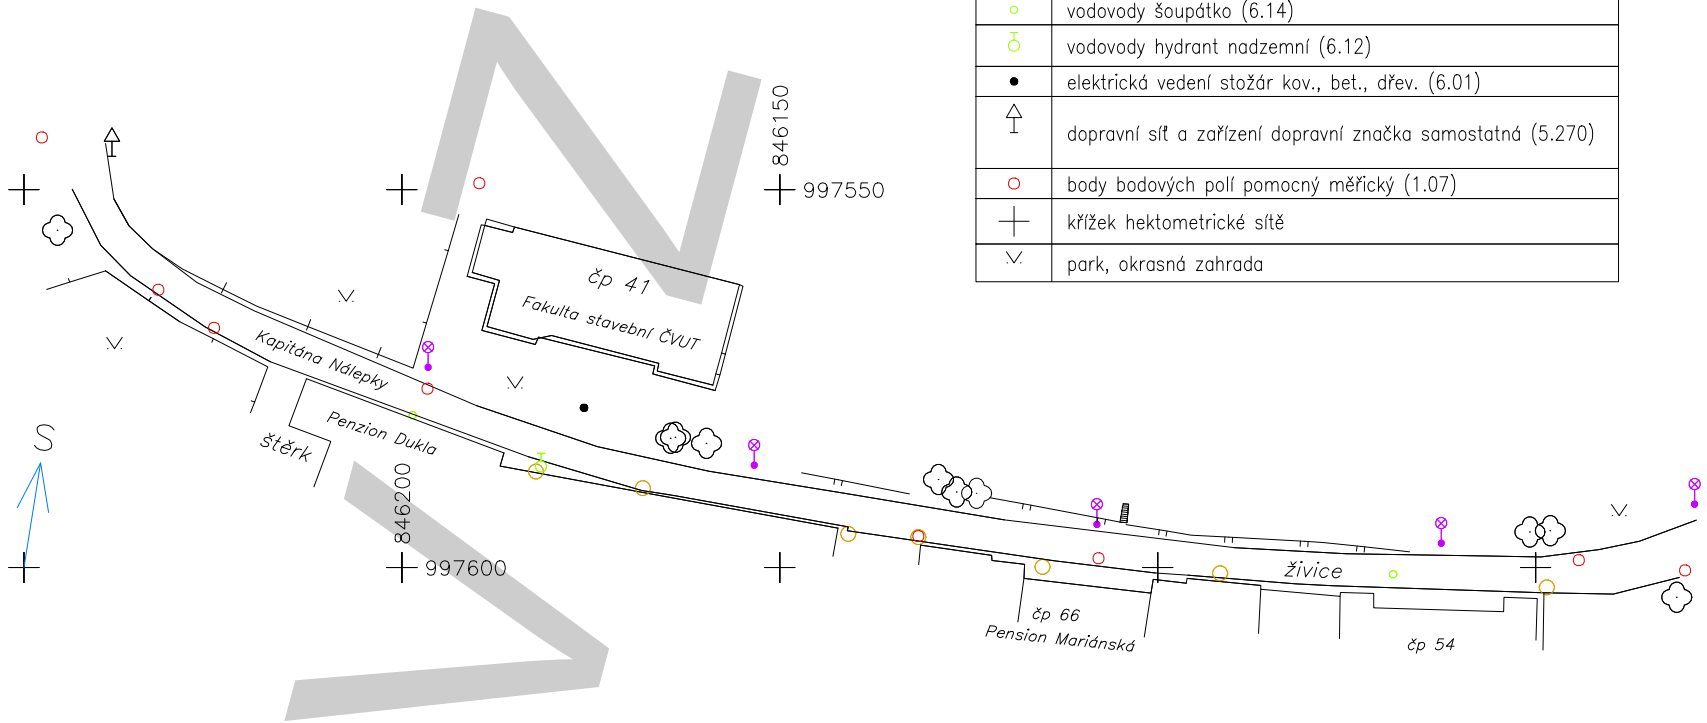 vodovody šoupátko (6.14)
vodovody hydrant nadzemní (6.12)
elektrická vedení stožár kov., bet., dřev. (6.01)
dopravní síť a zařízení dopravní značka samostatná (5.270)
body bodových polí pomocný měřický (1.07)
křížek hektometrické sítě
park, okrasná zahrada
846150
997550
čp 41
Fakulta stavební ČVUT
Kapitána Nálepky
Penzion Dukla
štěrk
S
846200
997600
živice
čp 66
Pension Mariánská
čp 54